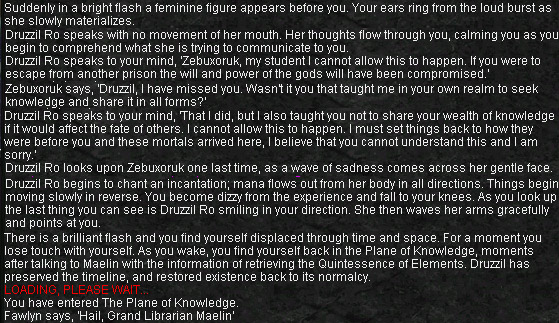 Suddenly in a bright flash a feminine figure appears before you. Your ears ring from the loud burst as
she slowly materializes.
Druzzil Ro speaks with no movement of her mouth. Her thoughts flow through you, calming you as you
begin to comprehend what she is trying to communicate to you.
Druzzil Ro speaks to your mind, 'Zebuxoruk, my student I cannot allow this to happen. If you were to
escape from another prison the will and power of the gods will have been compromised.'
Zebuxoruk says, 'Druzzil, I have missed you. Wasn't it you that taught me in your own realm to seek
knowledge and share it in all forms?'
Druzzil Ro speaks to your mind, 'That I did, but I also taught you not to share your wealth of knowledge
if it would affect the fate of others. I cannot allow this to happen. I must set things back to how they
were before you and these mortals arrived here, I believe that you cannot understand this and I am
sorry.'
Druzzil Ro looks upon Zebuxoruk one last time, as a wave of sadness comes across her gentle face.
Druzzil Ro begins to chant an incantation; mana flows out from her body in all directions. Things begin
moving slowly in reverse. You become dizzy from the experience and fall to your knees. As you look up
the last thing you can see is Druzzil Ro smiling in your direction. She then waves her arms gracefully
and points at you.
There is a brilliant flash and you find yourself displaced through time and space. For a moment you
lose touch with yourself. As you wake, you find yourself back in the Plane of Knowledge, moments
after talking to Maelin with the information of retrieving the Quintessence of Elements. Druzzil has
preserved the timeline, and restored existence back to its normalcy.
LOADING, PLEASE WAIT...
You have entered The Plane of Knowledge.
Fawlyn says, 'Hail, Grand Librarian Maelin'